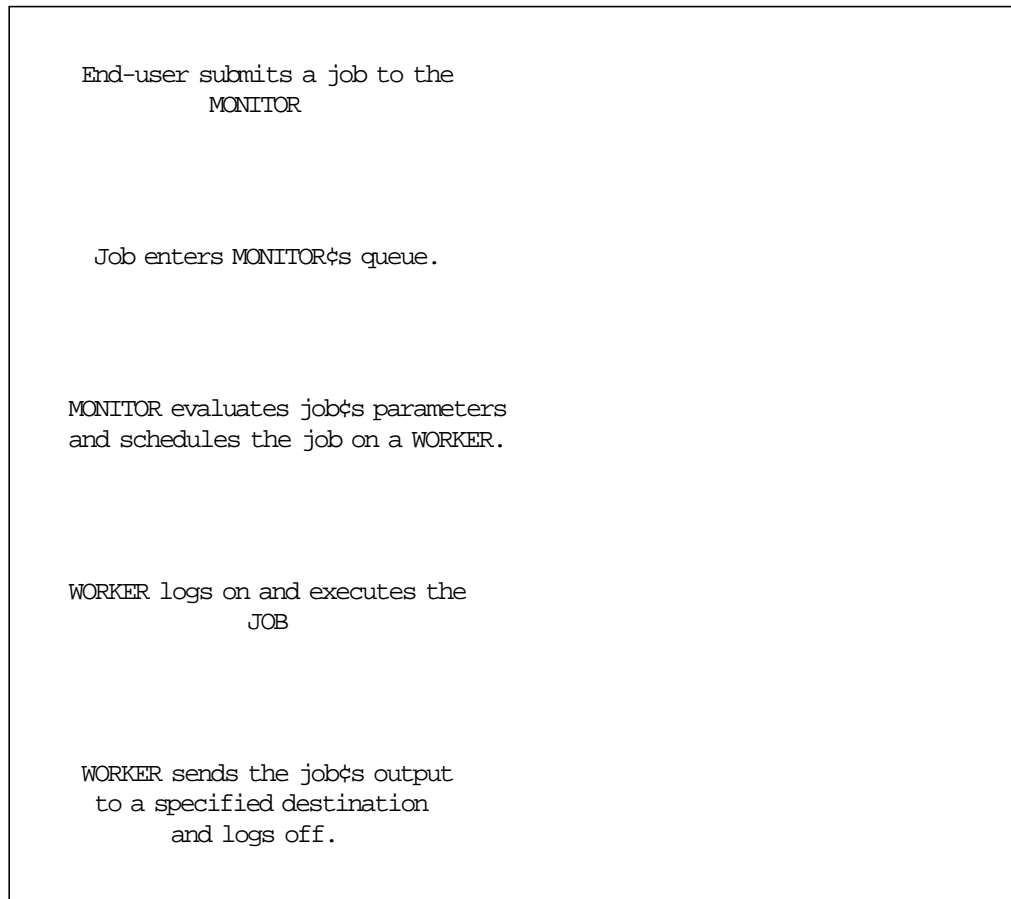 End-user submits a job to the
MONITOR
Job enters MONITOR¢s queue.
MONITOR evaluates job¢s parameters
and schedules the job on a WORKER.
WORKER logs on and executes the
JOB
WORKER sends the job¢s output
to a specified destination
and logs off.